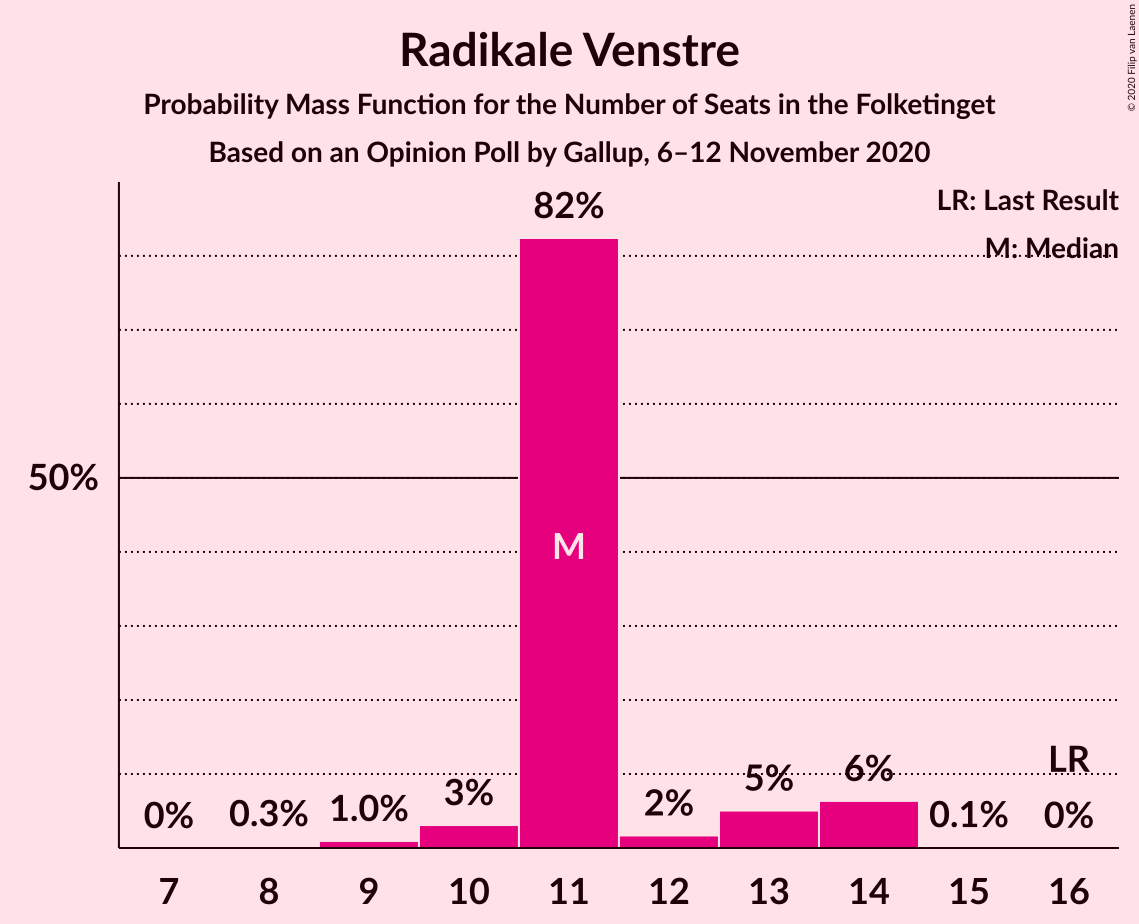 Radikale Venstre
Probability Mass Function for the Number of Seats in the Folketinget
Based on an Opinion Poll by Gallup, 6–12 November 2020
© 2020 Filip van Laenen
LR: Last Result
M: Median
50%
0%
0.3%
1.0%
3%
82%
M
2%
5%
6%
0.1%
LR
0%
7 8 9 10 11 12 13 14 15 16